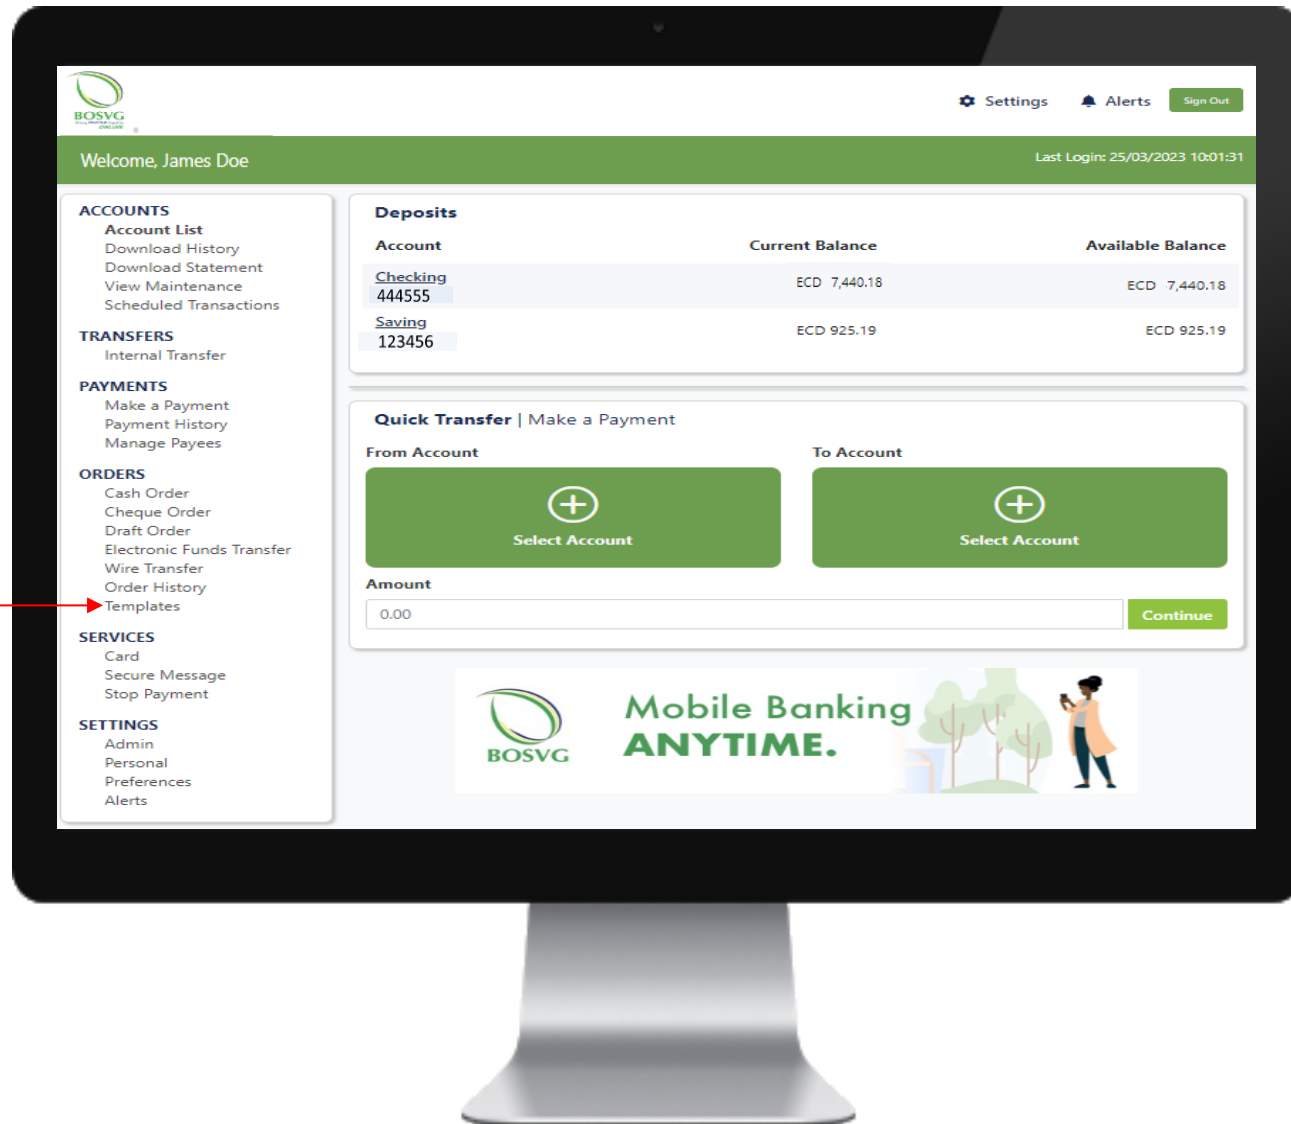 BOSVG
ONLINE
Settings
Alerts
Sign Out
Welcome, James Doe
Last Login: 25/03/2023 10:01:31
ACCOUNTS
Account List
Download History
Download Statement
View Maintenance
Scheduled Transactions
TRANSFERS
Internal Transfer
PAYMENTS
Make a Payment
Payment History
Manage Payees
ORDERS
Cash Order
Cheque Order
Draft Order
Electronic Funds Transfer
Wire Transfer
Order History
Templates
SERVICES
Card
Secure Message
Stop Payment
SETTINGS
Admin
Personal
Preferences
Alerts
Deposits
Account Current Balance Available Balance
Checking
444555 ECD 7,440.18 ECD 7,440.18
Saving
123456 ECD 925.19 ECD 925.19
Quick Transfer | Make a Payment
From Account To Account
Select Account Select Account
Amount
0.00 Continue
Mobile Banking
ANYTIME.
BOSVG